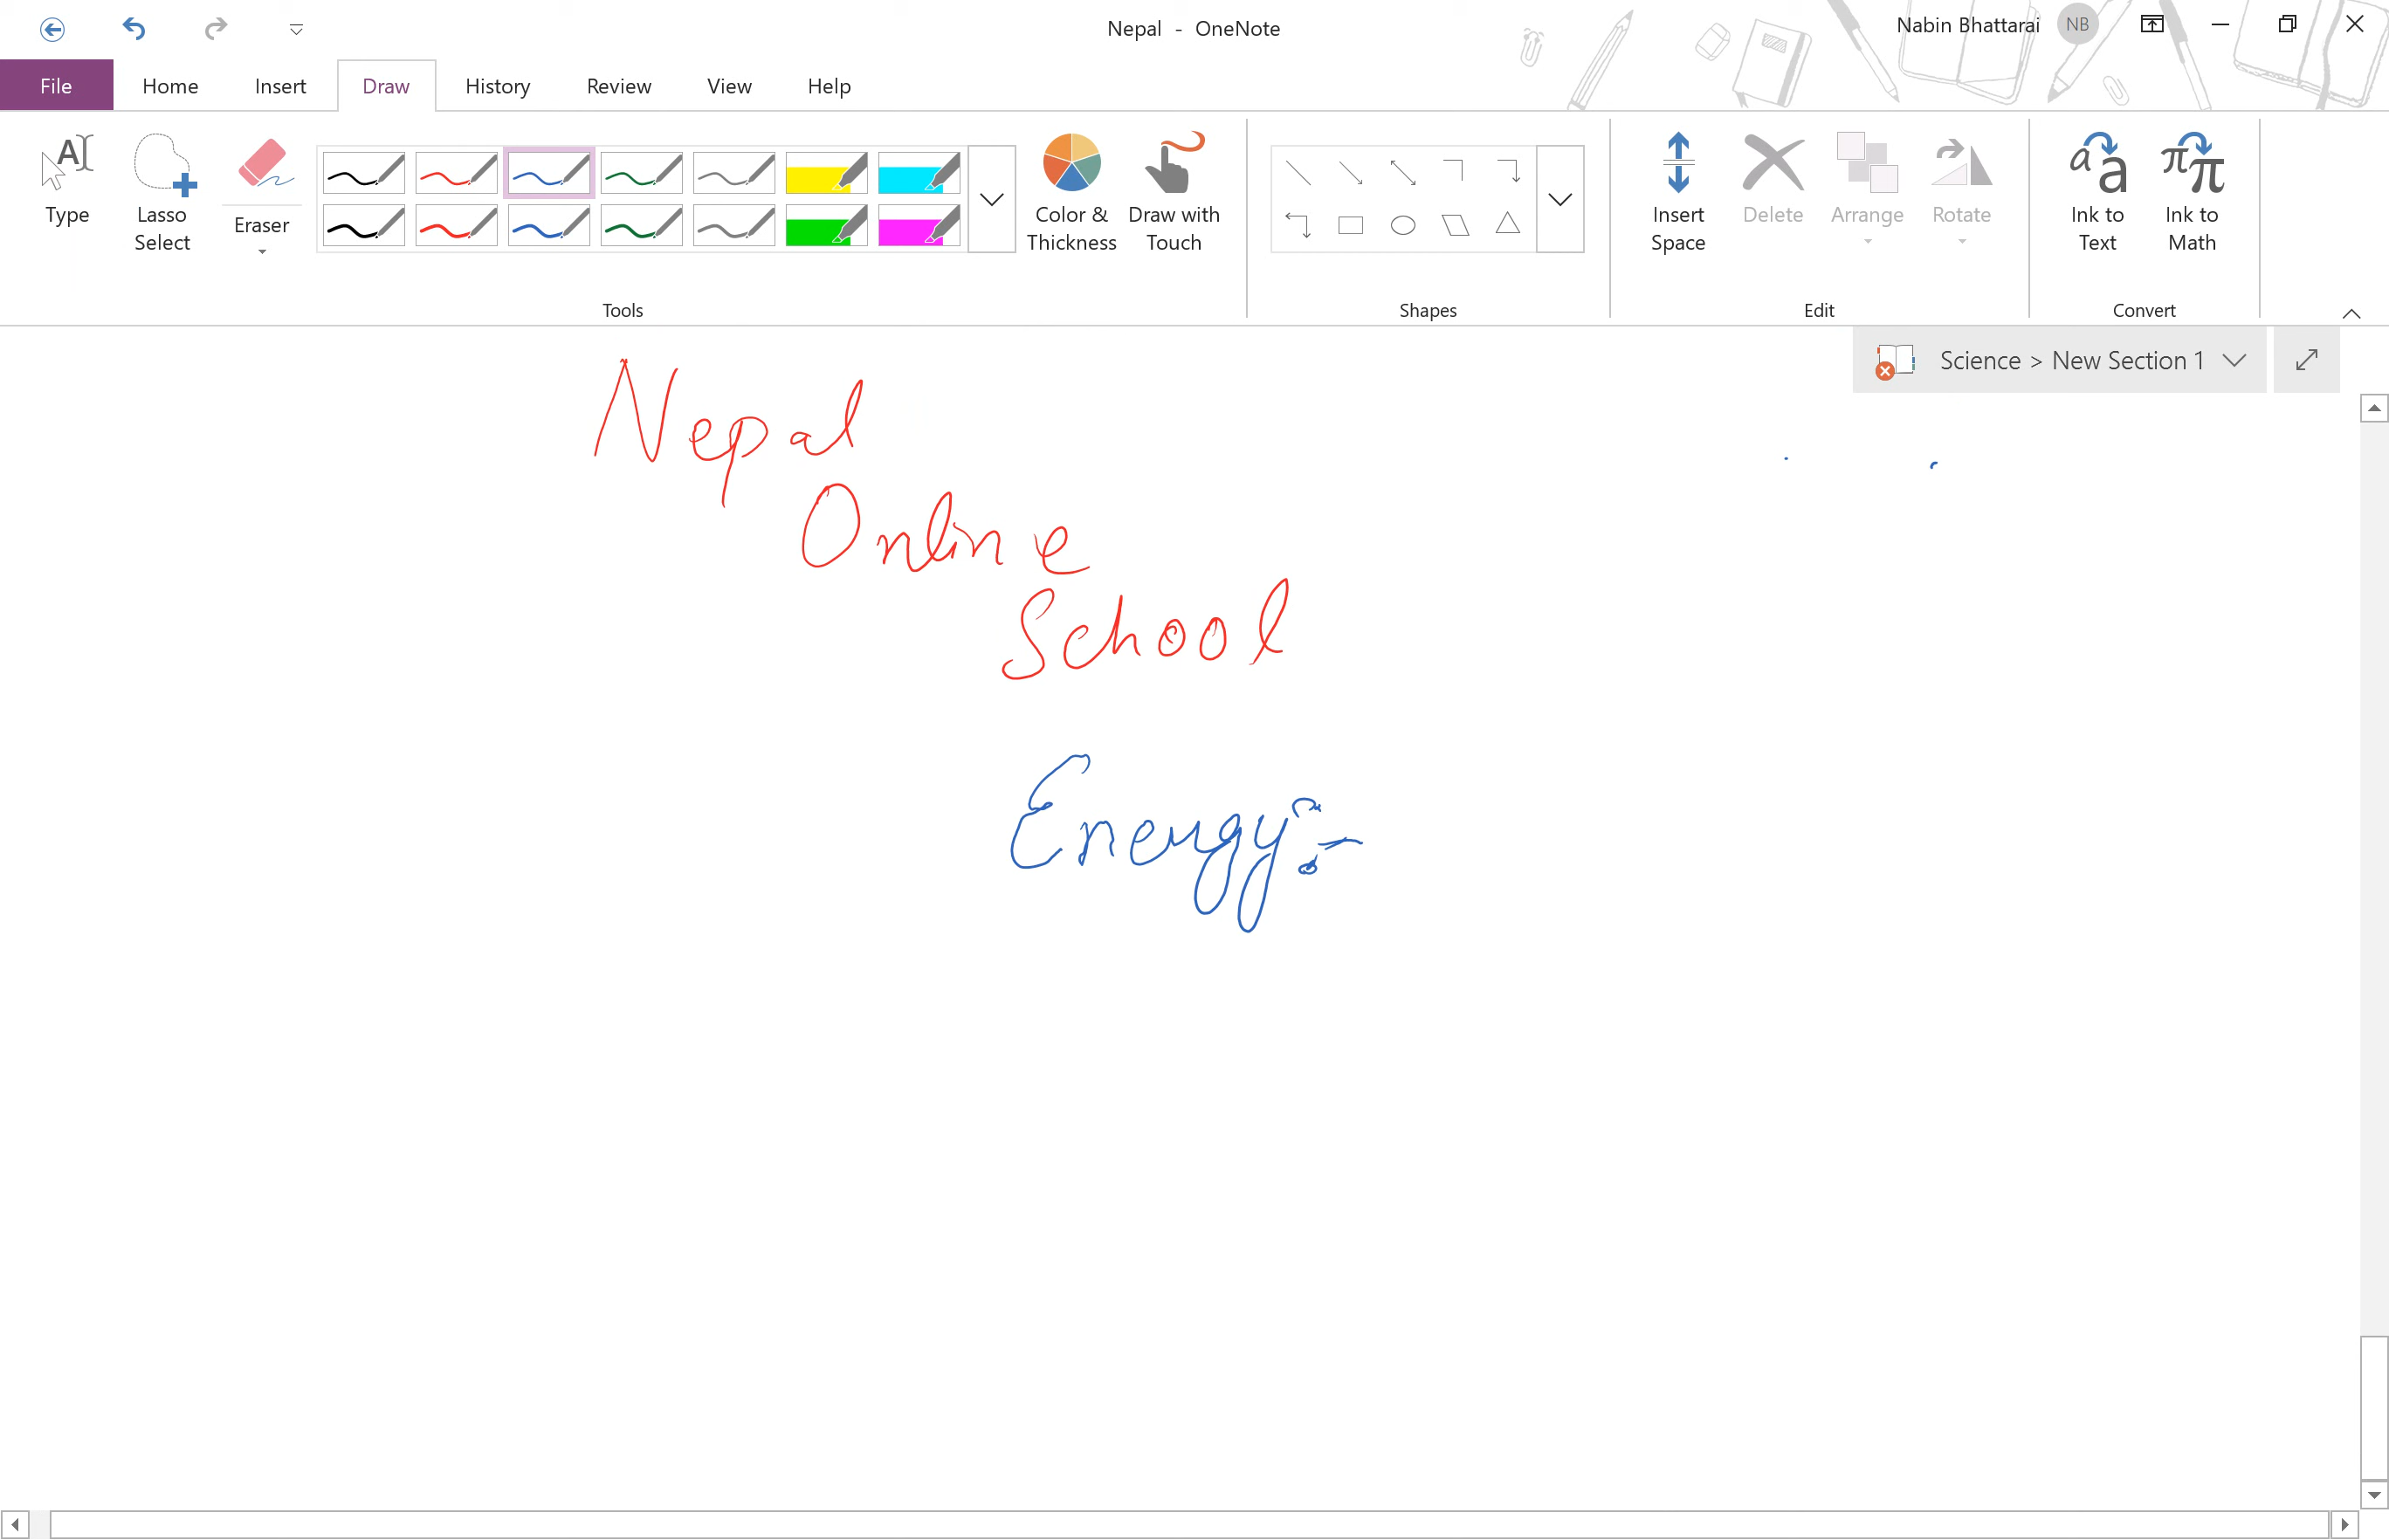 Nepal - OneNote
Nabin Bhattarai NB
File Home Insert Draw History Review View Help
Type
Lasso Select
Eraser
Color & Thickness
Draw with Touch
Insert Space
Delete
Arrange
Rotate
Ink to Text
Ink to Math
Tools Shapes Edit Convert
Science > New Section 1
Nepal
Online
School
Energy:-